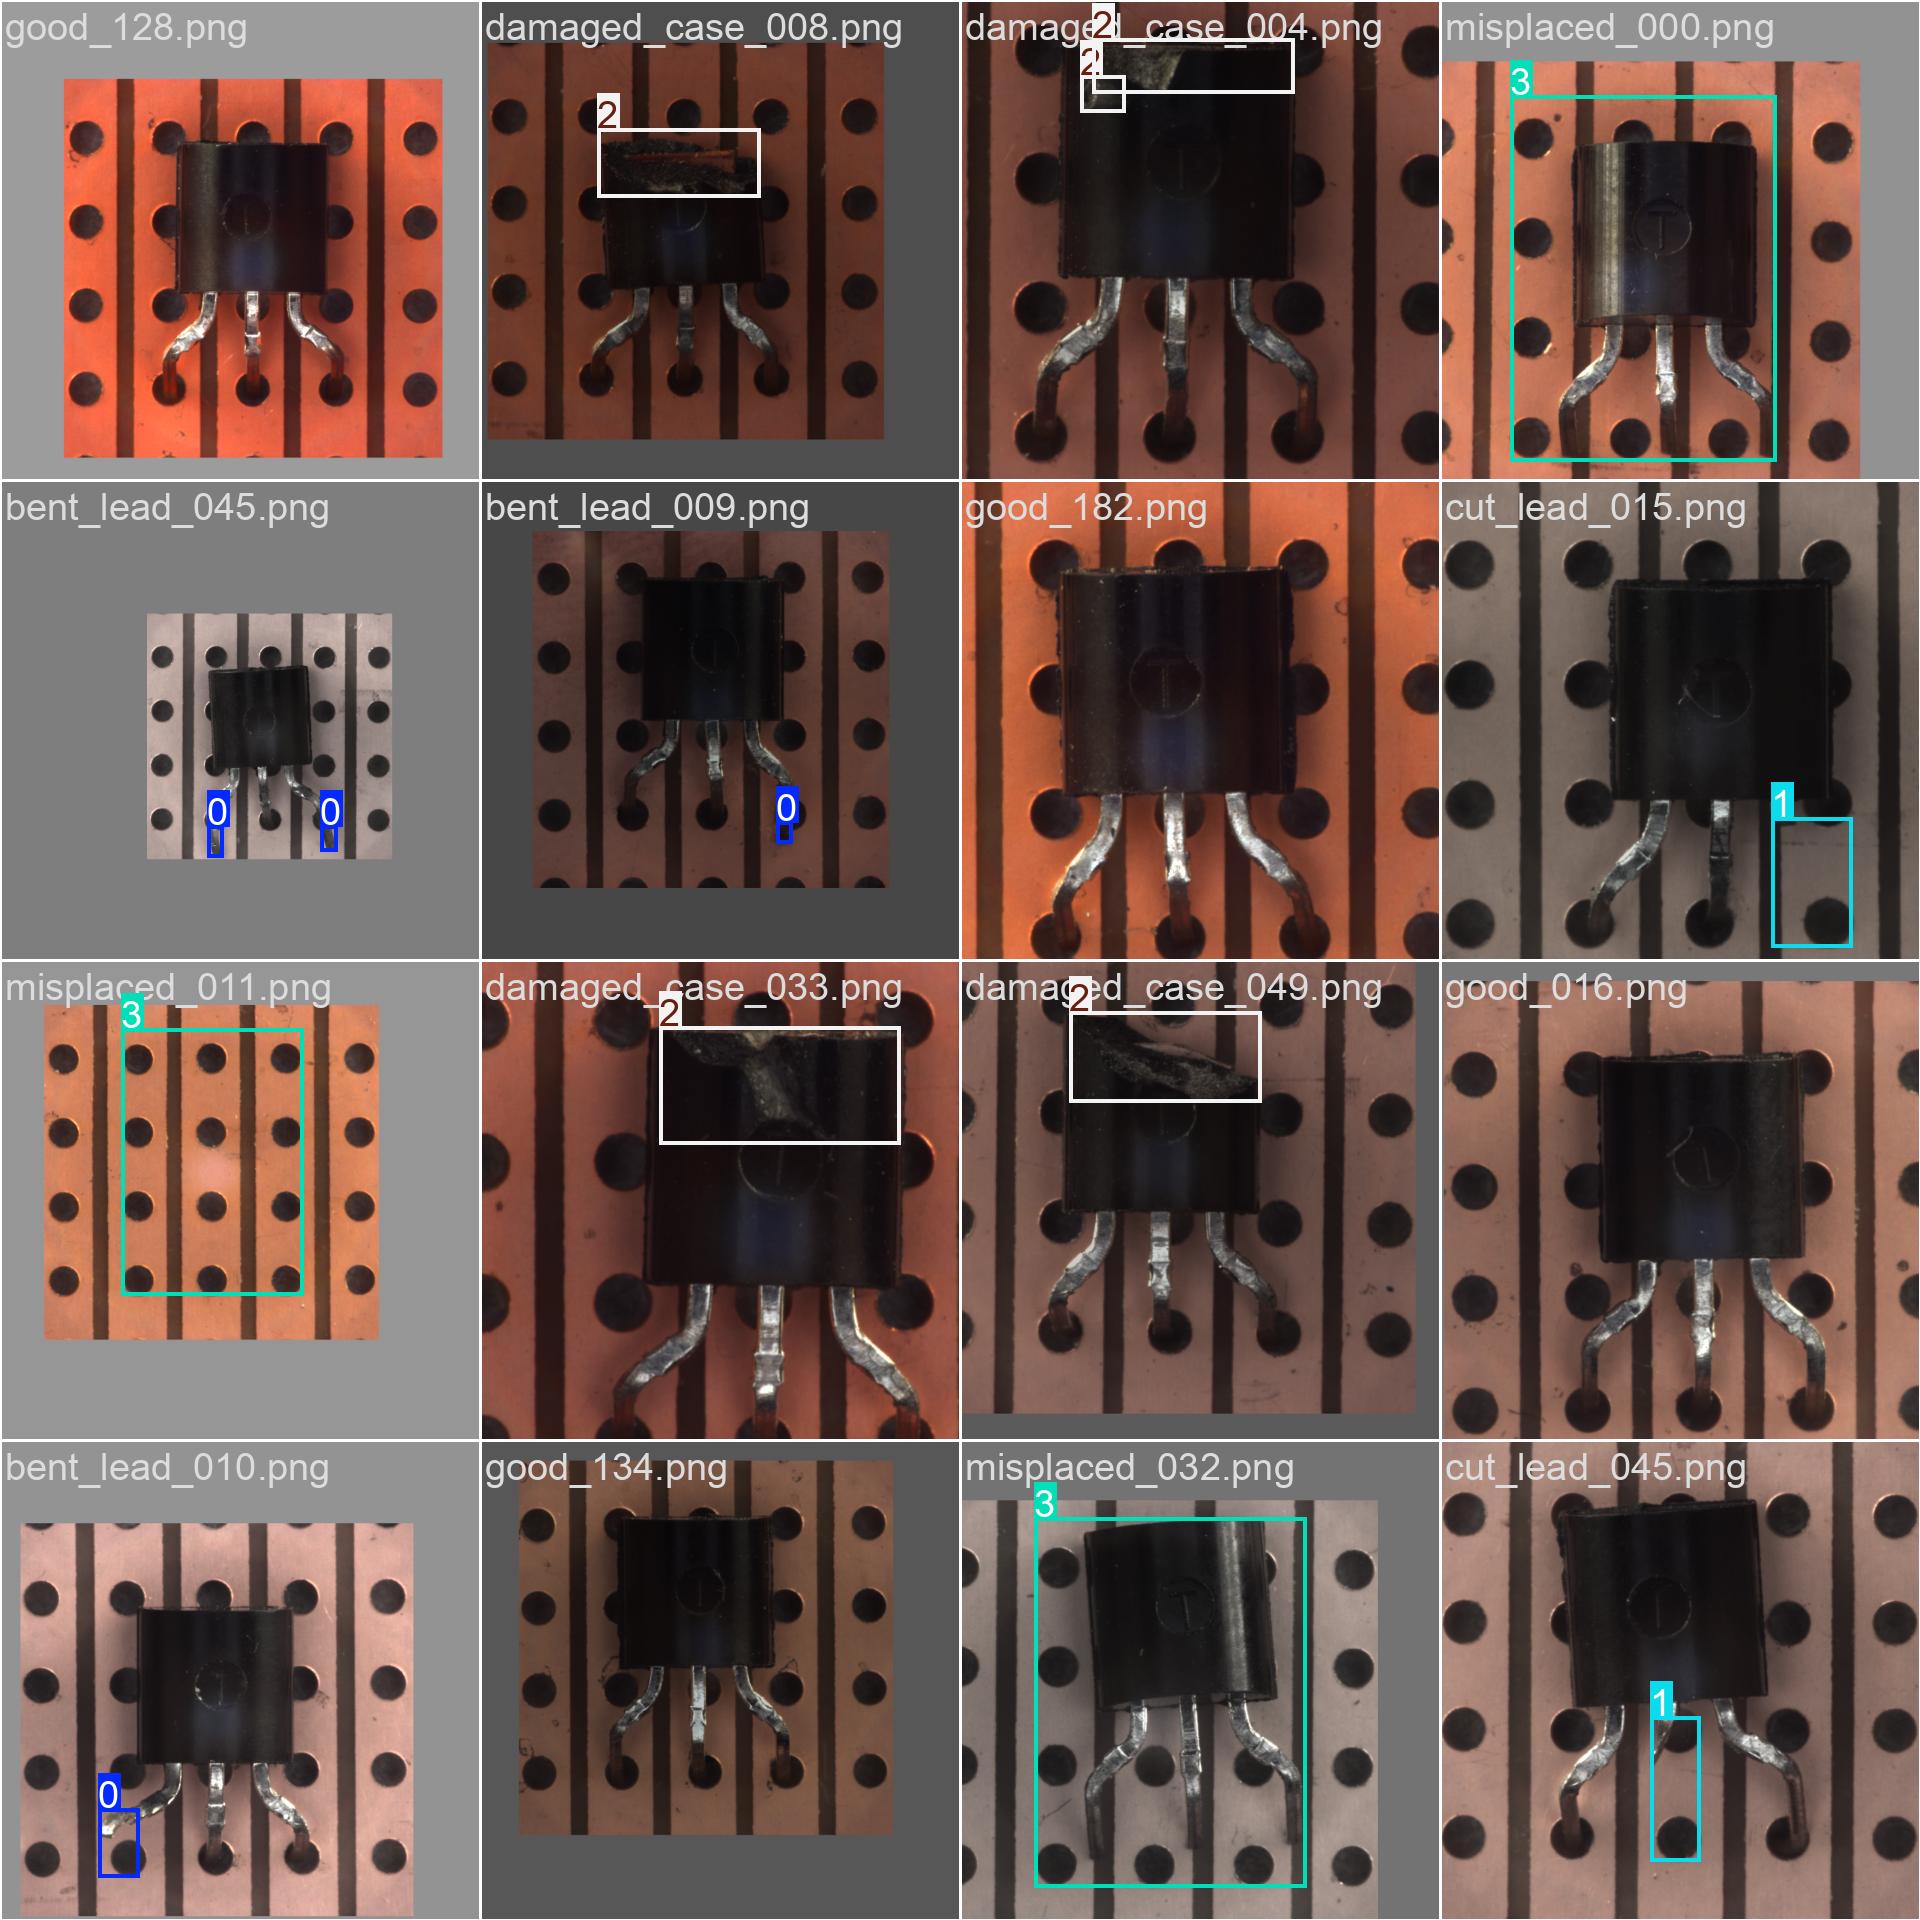 good_128.png
damaged_case_008.png
2
damaged_case_004.png
2
2
misplaced_000.png
3
T
bent_lead_045.png
0
0
bent_lead_009.png
0
good_182.png
T
cut_lead_015.png
1
misplaced_011.png
3
damaged_case_033.png
2
damaged_case_049.png
2
good_016.png
bent_lead_010.png
0
good_134.png
misplaced_032.png
3
T
cut_lead_045.png
1